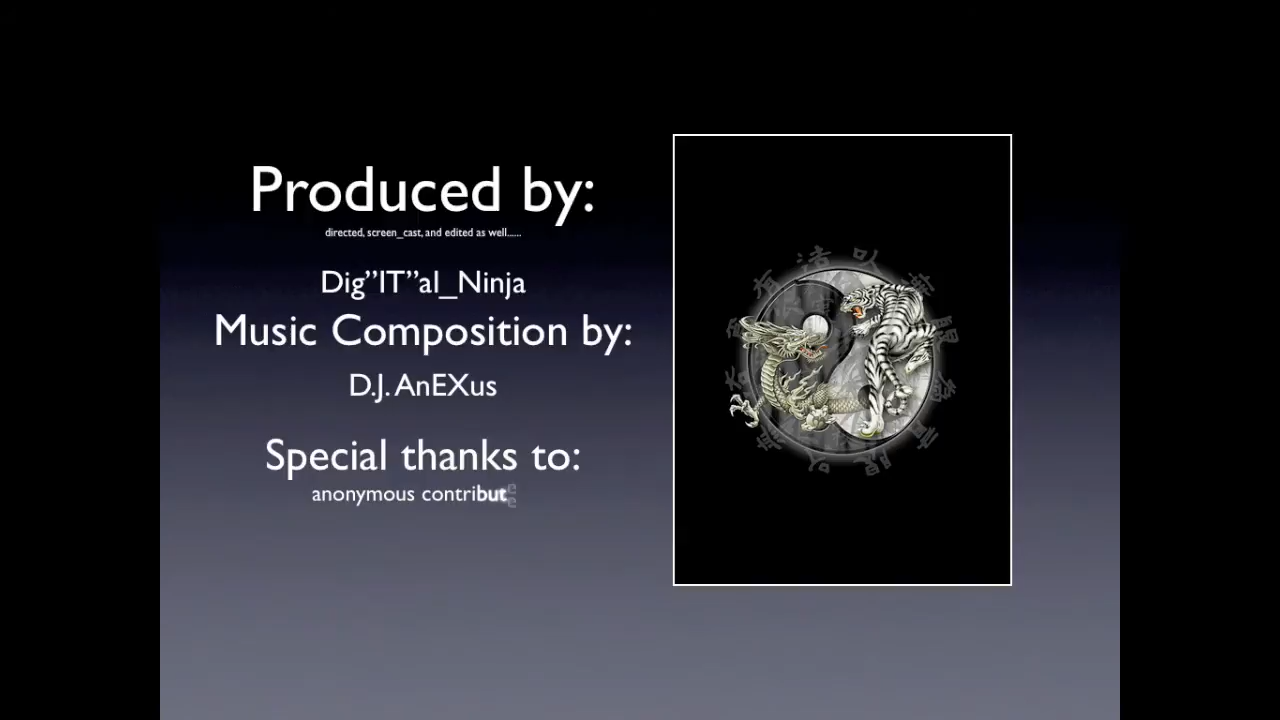 Produced by:
directed, screen_cast, and edited as well......
Dig”IT”al_Ninja
Music Composition by:
D.J. AnEXus
Special thanks to:
anonymous contribut